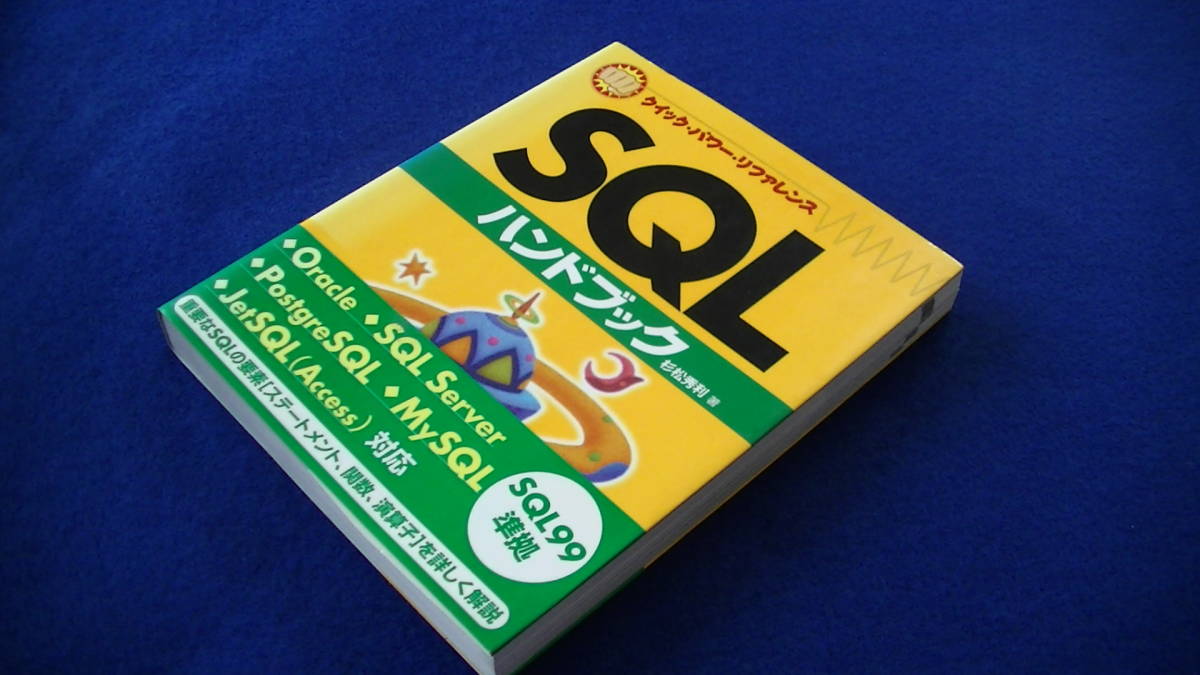 クイック・パワー・リファレンス
SQL
ハンドブック
杉松秀利 著
◆Oracle ◆SQL Server
◆PostgreSQL ◆MySQL
◆JetSQL(Access) 対応
重要なSQLの要素[ステートメント、関数、演算子]を詳しく解説
SQL99
準拠